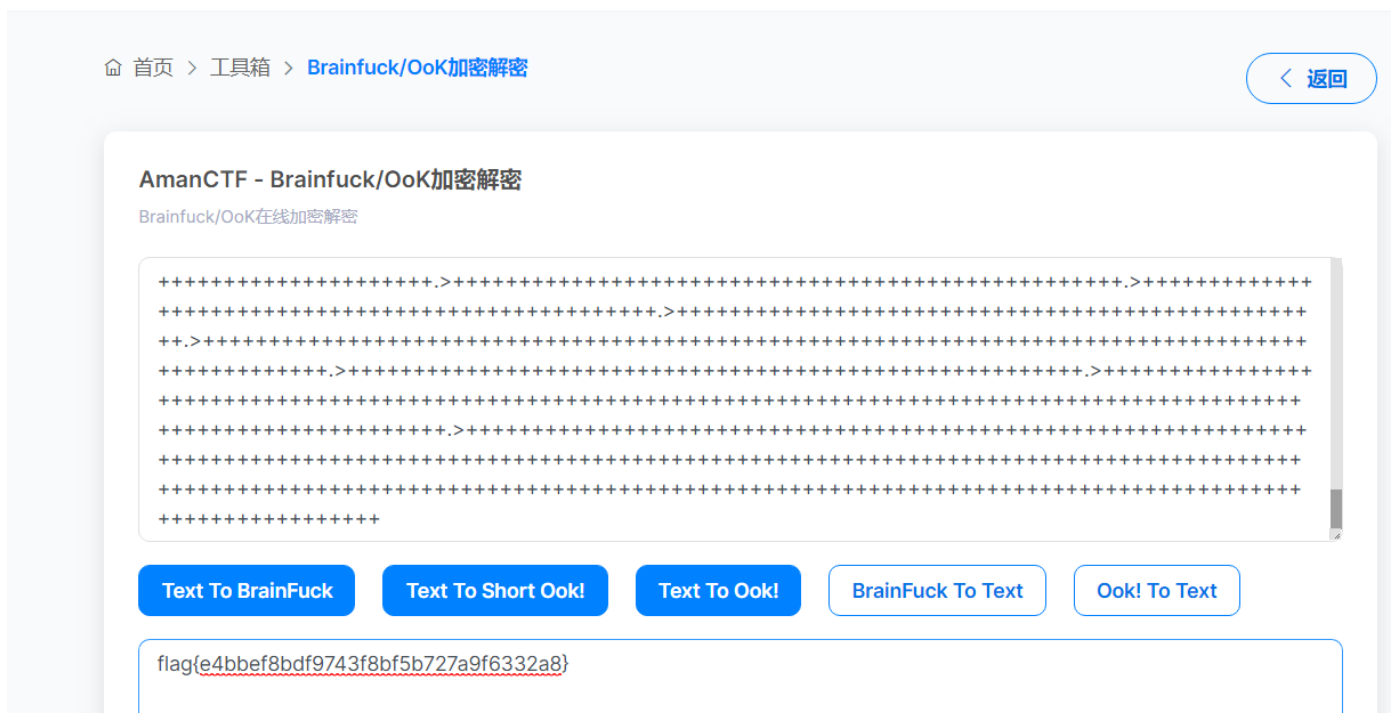 首页 > 工具箱 > Brainfuck/OoK加密解密
返回
AmanCTF - Brainfuck/OoK加密解密
Brainfuck/OoK在线加密解密
+++++++++++++++++++++.>+++++++++++++++++++++++++++++++++++++++++++++++++++.>+++++++++++++
++++++++++++++++++++++++++++++++++++++.>++++++++++++++++++++++++++++++++++++++++++++++++
++.>++++++++++++++++++++++++++++++++++++++++++++++++++++++++++++++++++++++++++++++++++++
+++++++++++++.>++++++++++++++++++++++++++++++++++++++++++++++++++++++++.>++++++++++++++++
+++++++++++++++++++++++++++++++++++++++++++++++++++++++++++++++++++++++++++++++++++++++
++++++++++++++++++++++.>++++++++++++++++++++++++++++++++++++++++++++++++++++++++++++++++
+++++++++++++++++++++++++++++++++++++++++++++++++++++++++++++++++++++++++++++++++++++++
+++++++++++++++++++++++++++++++++++++++++++++++++++++++++++++++++++++++++++++++++++++++
+++++++++++++++++
Text To BrainFuck
Text To Short Ook!
Text To Ook!
BrainFuck To Text
Ook! To Text
flag{e4bbef8bdf9743f8bf5b727a9f6332a8}